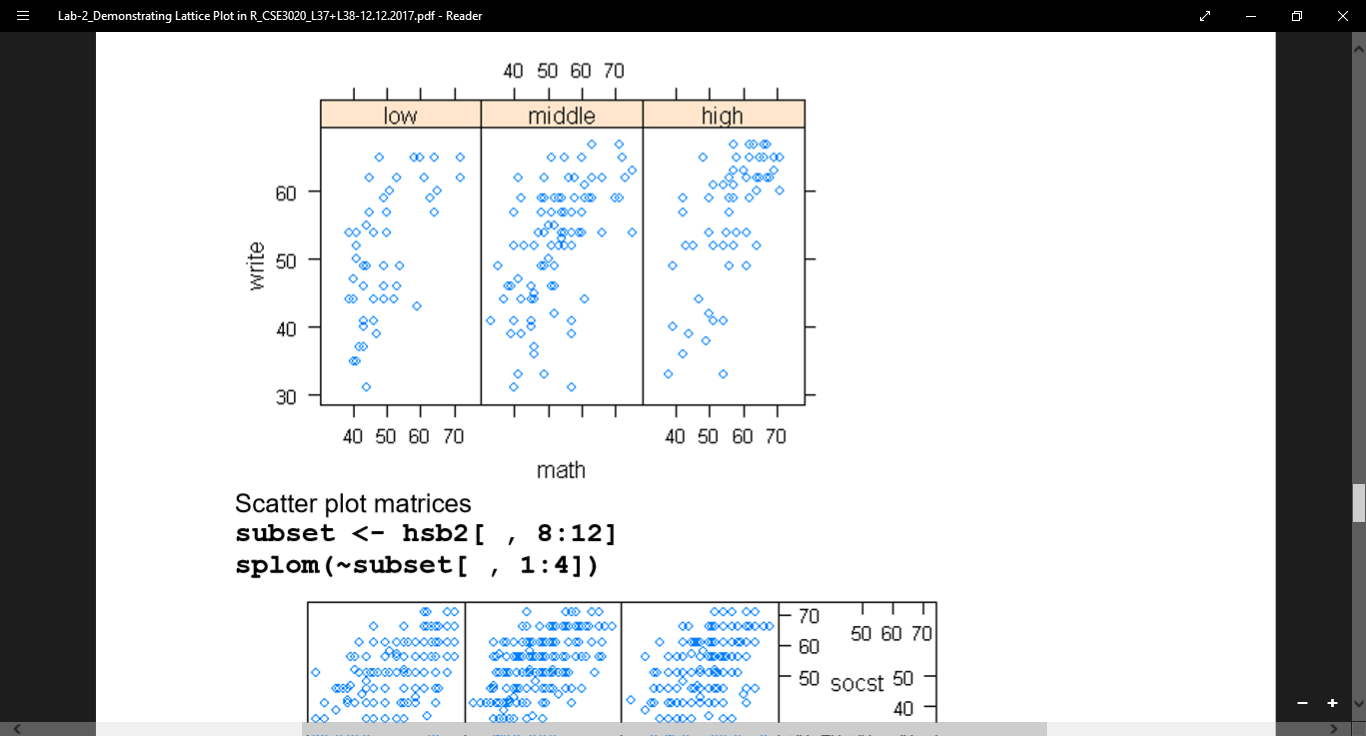 Lab-2_Demonstrating Lattice Plot in R_CSE3020_L37+L38-12.12.2017.pdf - Reader
40 50 60 70
low middle high
60
50
40
30
write
40 50 60 70 40 50 60 70
math
Scatter plot matrices
subset <- hsb2[ , 8:12]
splom(~subset[ , 1:4])
70
50 60 70
60
50 socst 50
40